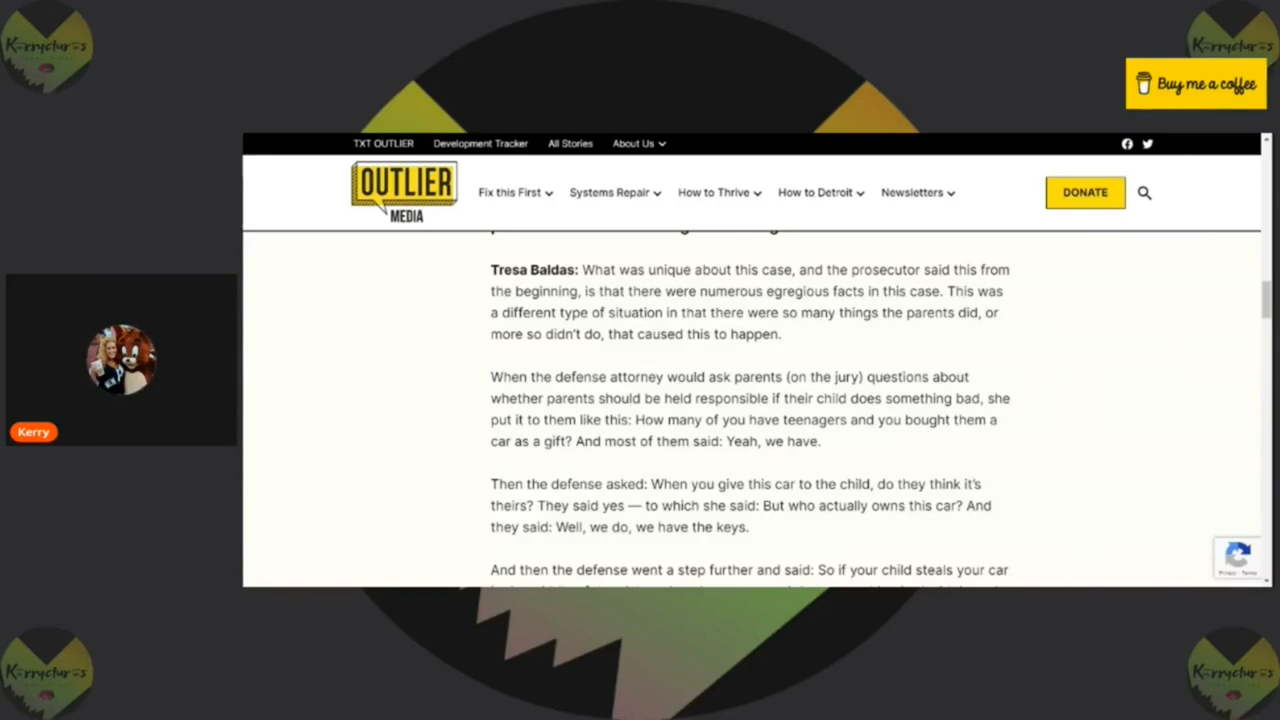 Kerryctures
Kerryctures
Buy me a coffee
TXT OUTLIER Development Tracker All Stories About Us
OUTLIER
MEDIA
Fix this First Systems Repair How to Thrive How to Detroit Newsletters
DONATE
Tresa Baldas: What was unique about this case, and the prosecutor said this from
the beginning, is that there were numerous egregious facts in this case. This was
a different type of situation in that there were so many things the parents did, or
more so didn't do, that caused this to happen.
When the defense attorney would ask parents (on the jury) questions about
whether parents should be held responsible if their child does something bad, she
put it to them like this: How many of you have teenagers and you bought them a
car as a gift? And most of them said: Yeah, we have.
Then the defense asked: When you give this car to the child, do they think it's
theirs? They said yes — to which she said: But who actually owns this car? And
they said: Well, we do, we have the keys.
And then the defense went a step further and said: So if your child steals your car
Kerry
Privacy - Terms
Kerryctures
Kerryctures